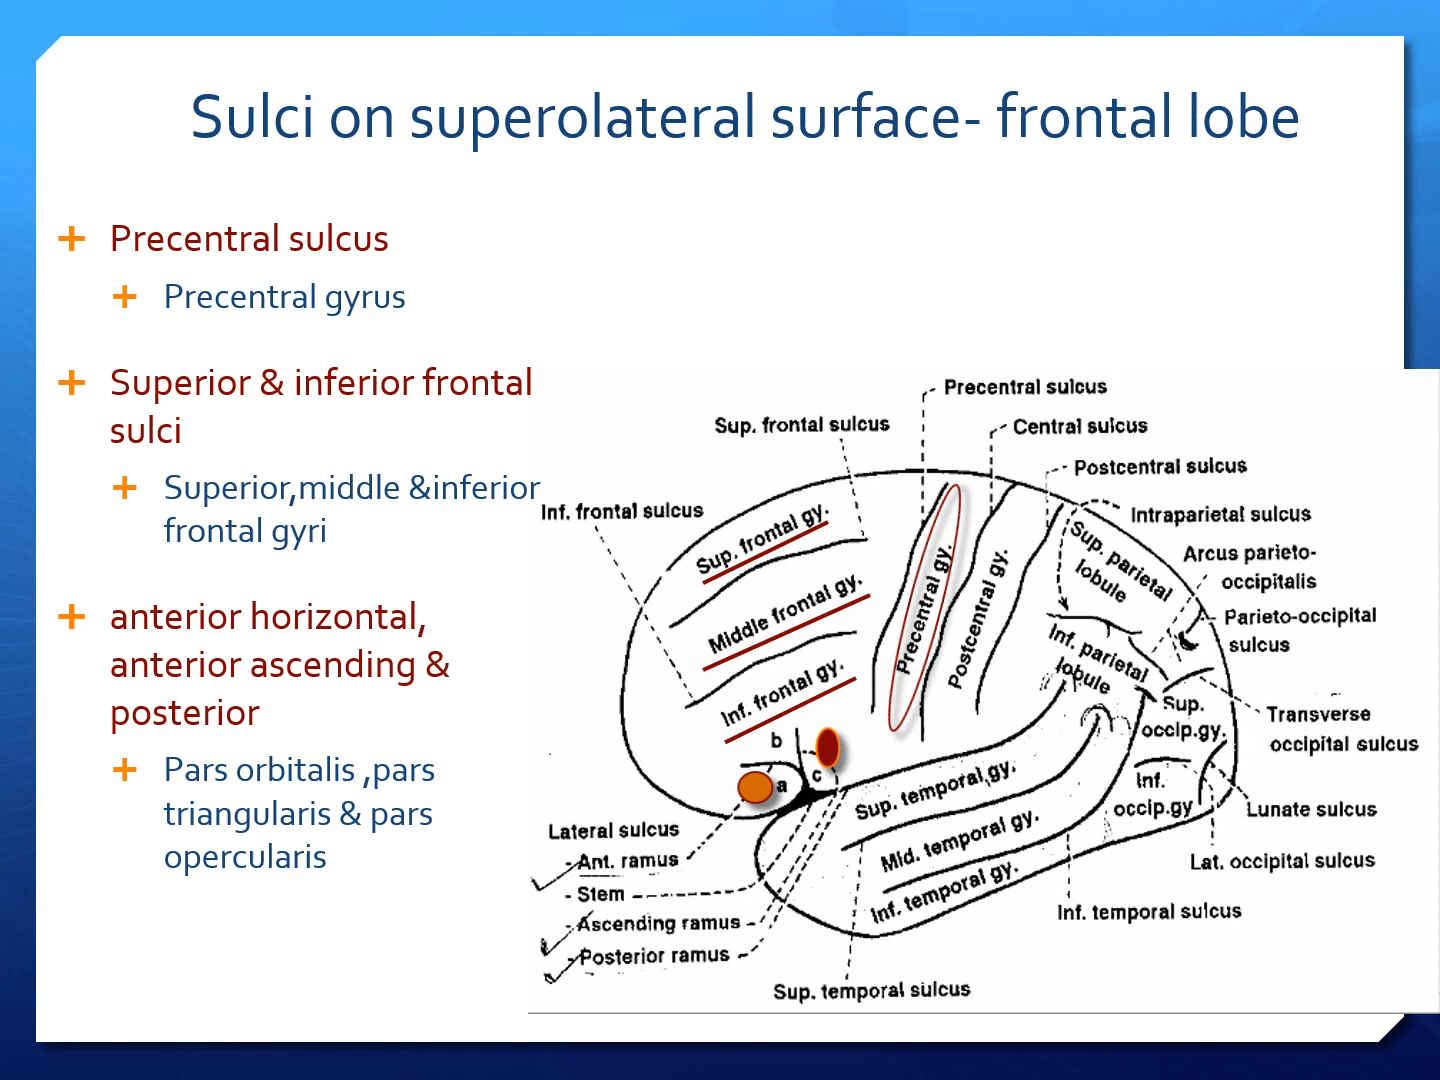 Sulci on superolateral surface- frontal lobe
Precentral sulcus
Precentral gyrus
Superior & inferior frontal
sulci
Superior,middle &inferior
frontal gyri
anterior horizontal,
anterior ascending &
posterior
Pars orbitalis ,pars
triangularis & pars
opercularis
Precentral sulcus
Sup. frontal sulcus
Central sulcus
Postcentral sulcus
Inf. frontal sulcus
Intraparietal sulcus
Sup. frontal gy.
Sup. parietal
lobule
Arcus parieto-
occipitalis
Middle frontal gy.
Precentral gy.
Postcentral gy.
Parieto-occipital
sulcus
Inf. parietal
lobule
Inf. frontal gy.
Sup.
occip.gy.
Transverse
occipital sulcus
b
a
c
Sup. temporal gy.
Inf.
occip.gy
Lunate sulcus
Lateral sulcus
Mid. temporal gy.
- Ant. ramus
Lat. occipital sulcus
- Stem
Inf. temporal gy.
Inf. temporal sulcus
- Ascending ramus
- Posterior ramus
Sup. temporal sulcus